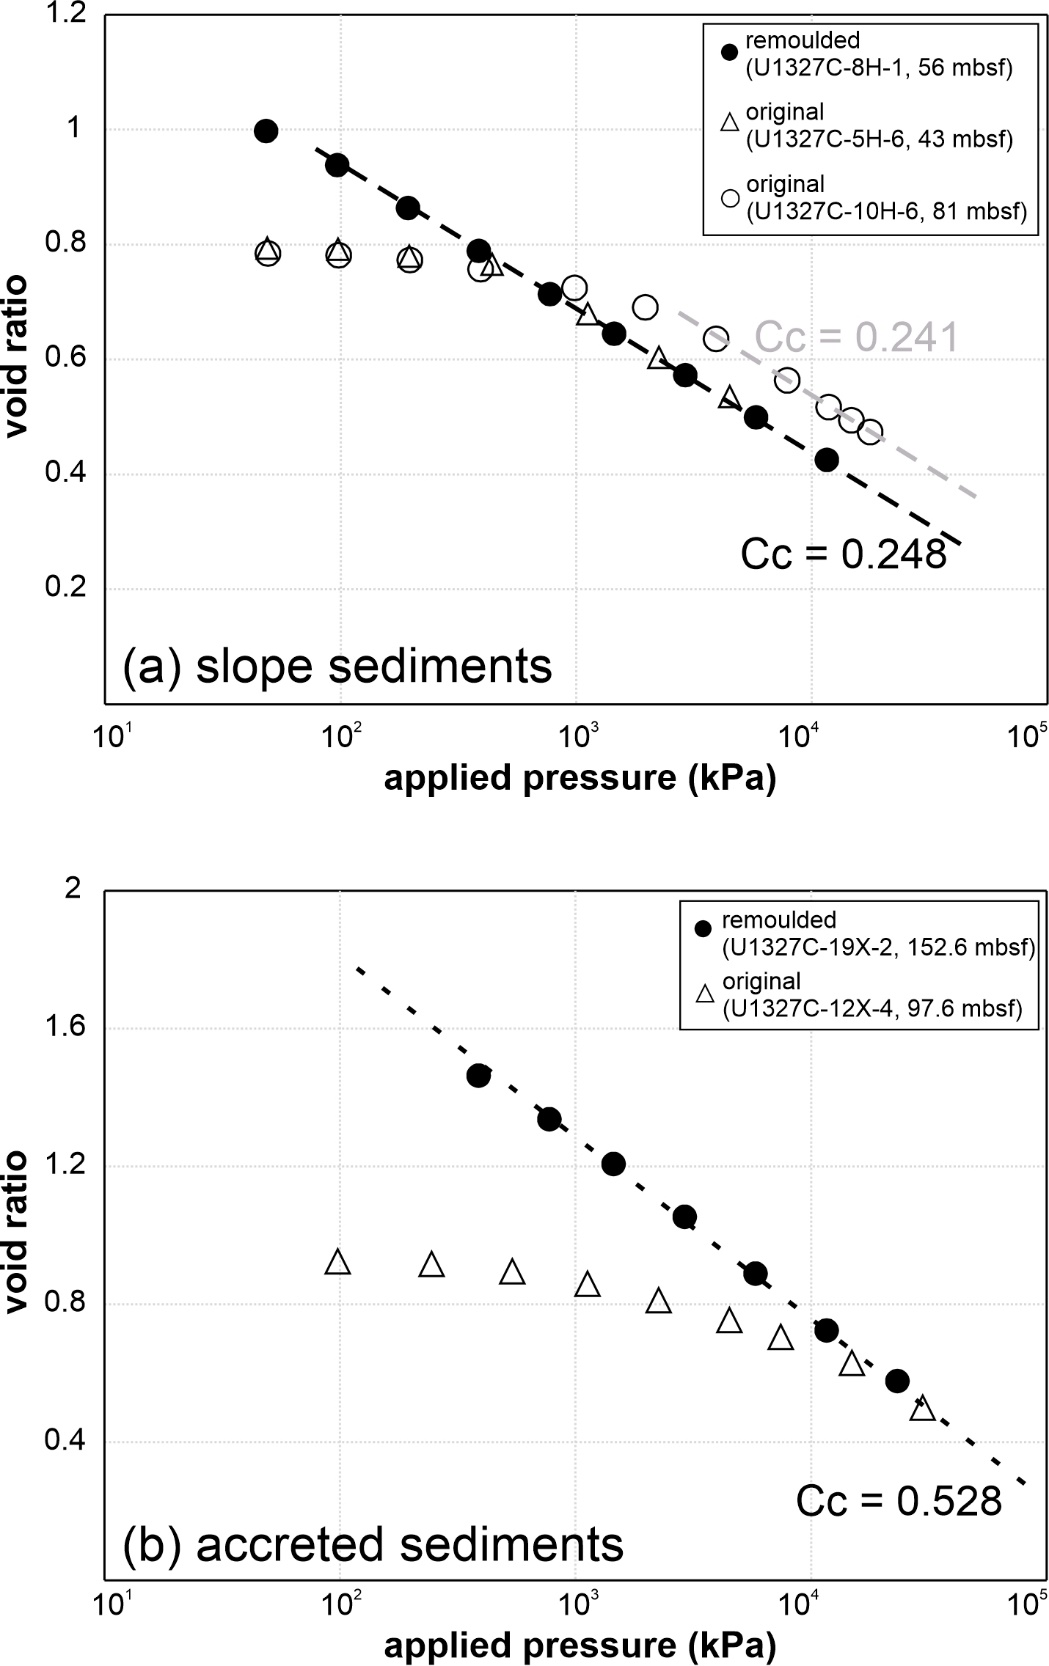 1.2
1
0.8
0.6
0.4
0.2
void ratio
remoulded
(U1327C-8H-1, 56 mbsf)
original
(U1327C-5H-6, 43 mbsf)
original
(U1327C-10H-6, 81 mbsf)
Cc = 0.241
Cc = 0.248
(a) slope sediments
10¹ 10² 10³ 10⁴ 10⁵
applied pressure (kPa)
2
1.6
1.2
0.8
0.4
void ratio
remoulded
(U1327C-19X-2, 152.6 mbsf)
original
(U1327C-12X-4, 97.6 mbsf)
Cc = 0.528
(b) accreted sediments
10¹ 10² 10³ 10⁴ 10⁵
applied pressure (kPa)